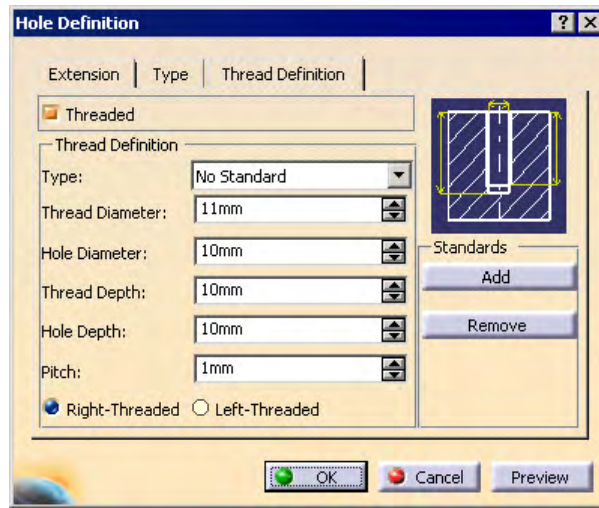 Hole Definition
Extension Type Thread Definition
Threaded
Thread Definition
Type: No Standard
Thread Diameter: 11mm
Hole Diameter: 10mm
Thread Depth: 10mm
Hole Depth: 10mm
Pitch: 1mm
Right-Threaded Left-Threaded
Standards
Add
Remove
OK Cancel Preview